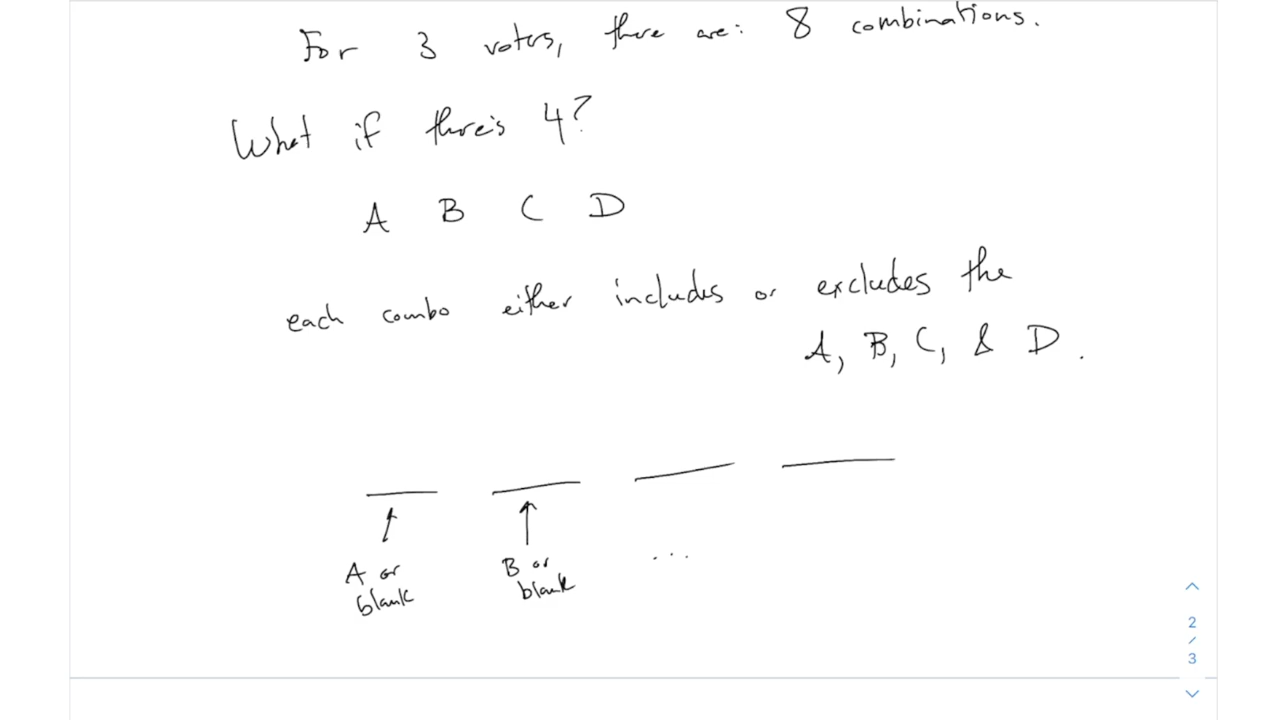 For 3 voters, there are: 8 combinations.
What if there's 4?
A B C D
each combo either includes or excludes the
A, B, C, & D.
A or
blank
B or
blank
...
2
/
3